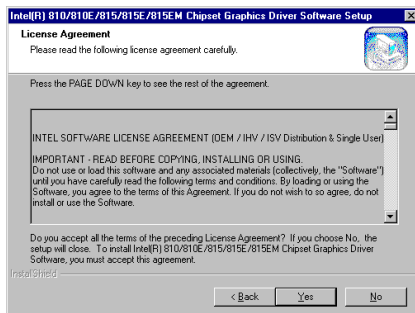 Intel(R) 810/810E/815/815E/815EM Chipset Graphics Driver Software Setup
License Agreement
Please read the following license agreement carefully.
Press the PAGE DOWN key to see the rest of the agreement.
INTEL SOFTWARE LICENSE AGREEMENT (OEM / IHV / ISV Distribution & Single User)
IMPORTANT - READ BEFORE COPYING, INSTALLING OR USING.
Do not use or load this software and any associated materials (collectively, the "Software")
until you have carefully read the following terms and conditions. By loading or using the
Software, you agree to the terms of this Agreement. If you do not wish to so agree, do not
install or use the Software.
Do you accept all the terms of the preceding License Agreement? If you choose No, the
setup will close. To install Intel(R) 810/810E/815/815E/815EM Chipset Graphics Driver
Software, you must accept this agreement.
InstallShield
< Back
Yes
No